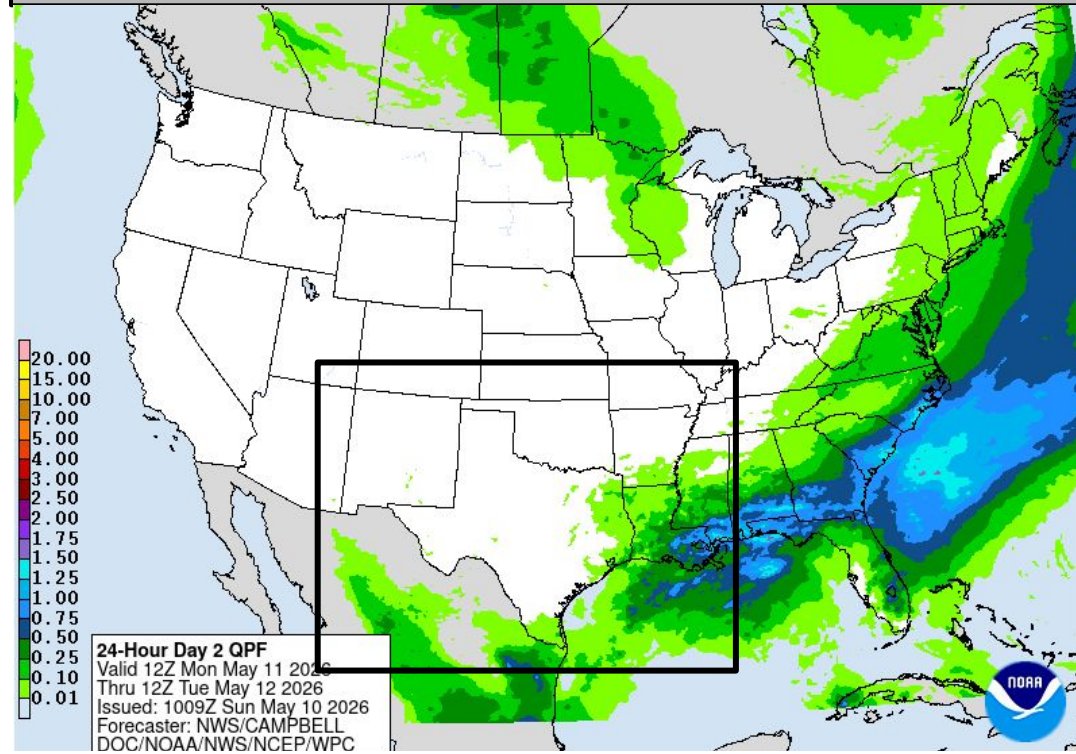 20.00
15.00
10.00
7.00
5.00
4.00
3.00
2.50
2.00
1.75
1.50
1.25
1.00
0.75
0.50
0.25
0.10
0.01
24-Hour Day 2 QPF
Valid 12Z Mon May 11 2026
Thru 12Z Tue May 12 2026
Issued: 1009Z Sun May 10 2026
Forecaster: NWS/CAMPBELL
DOC/NOAA/NWS/NCEP/WPC
NOAA